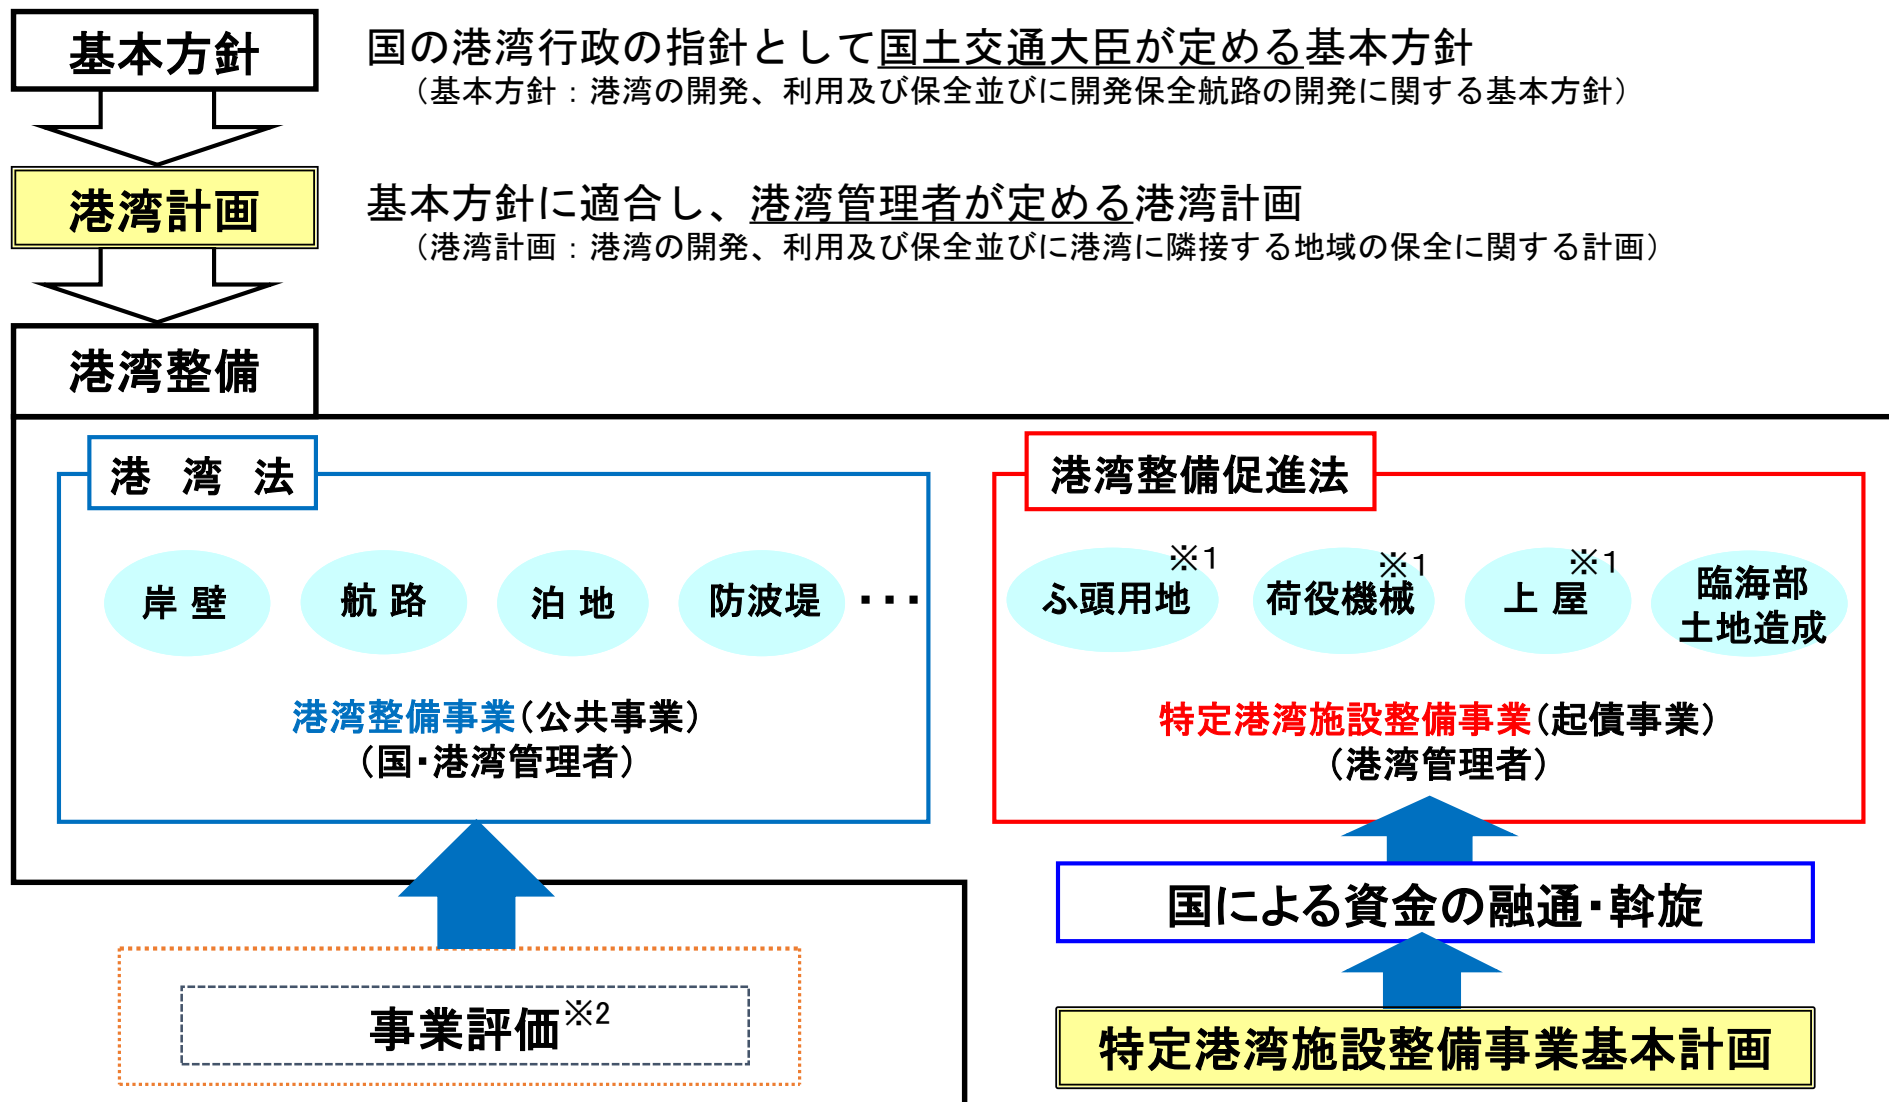 基本方針
国の港湾行政の指針として国土交通大臣が定める基本方針
（基本方針：港湾の開発、利用及び保全並びに開発保全航路の開発に関する基本方針）
港湾計画
基本方針に適合し、港湾管理者が定める港湾計画
（港湾計画：港湾の開発、利用及び保全並びに港湾に隣接する地域の保全に関する計画）
港湾整備
港 湾 法
岸 壁
航 路
泊 地
防波堤
・・・
港湾整備事業（公共事業）
（国・港湾管理者）
港湾整備促進法
ふ頭用地※1
荷役機械※1
上 屋※1
臨海部
土地造成
特定港湾施設整備事業（起債事業）
（港湾管理者）
国による資金の融通・斡旋
事業評価※2
特定港湾施設整備事業基本計画